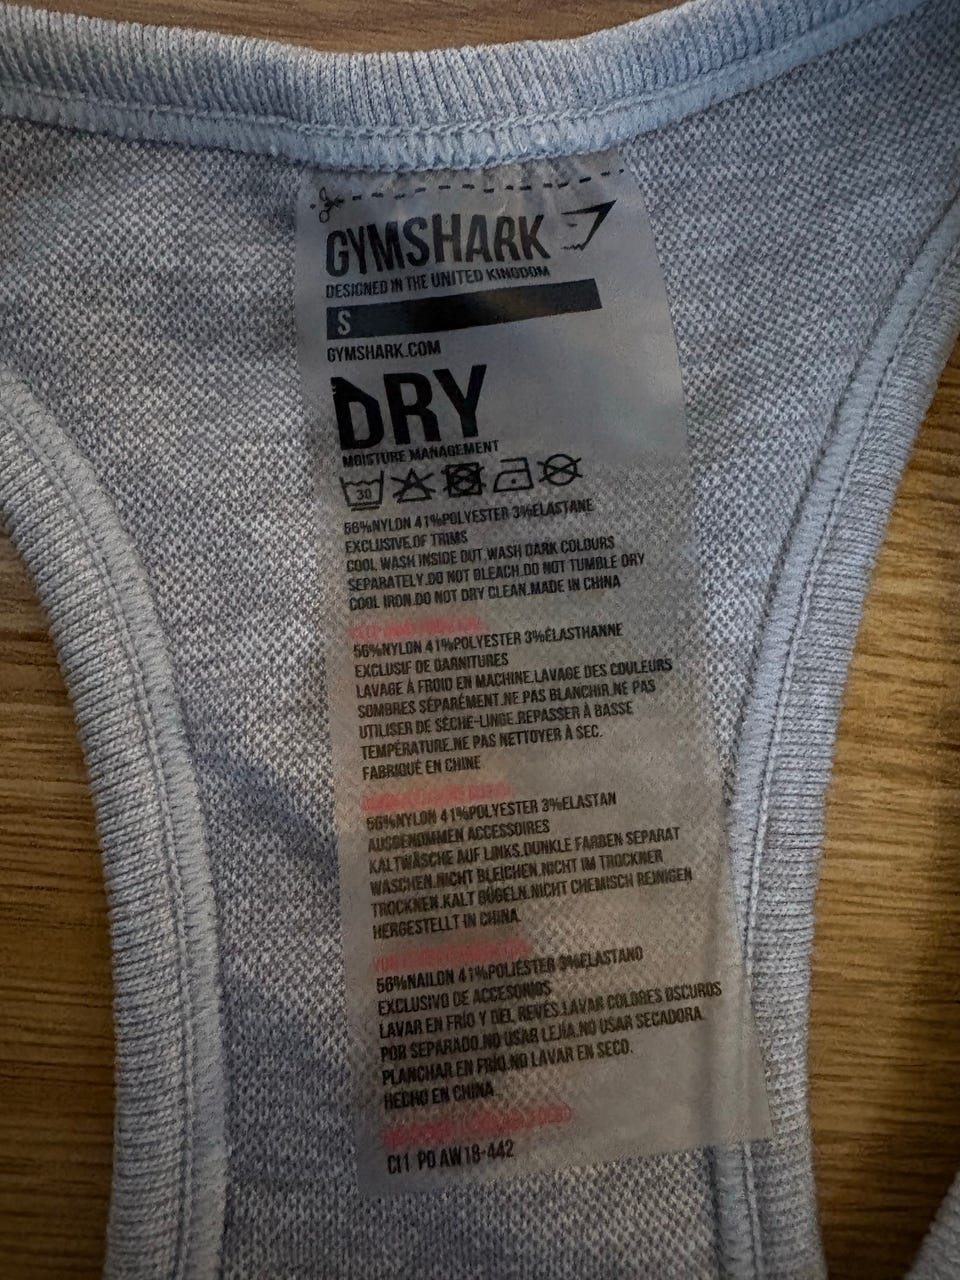 GYMSHARK
DESIGNED IN THE UNITED KINGDOM
S
GYMSHARK.COM
DRY
MOISTURE MANAGEMENT
30
56%NYLON 41%POLYESTER 3%ELASTANE
EXCLUSIVE.OF TRIMS
COOL WASH INSIDE OUT.WASH DARK COLOURS
SEPARATELY.DO NOT BLEACH.DO NOT TUMBLE DRY
COOL IRON.DO NOT DRY CLEAN.MADE IN CHINA
56%NYLON 41%POLYESTER 3%ÉLASTHANNE
EXCLUSIF DE GARNITURES
LAVAGE À FROID EN MACHINE.LAVAGE DES COULEURS
SOMBRES SÉPARÉMENT.NE PAS BLANCHIR.NE PAS
UTILISER DE SÈCHE-LINGE.REPASSER À BASSE
TEMPÉRATURE.NE PAS NETTOYER À SEC.
FABRIQUÉ EN CHINE
56%NYLON 41%POLYESTER 3%ELASTAN
AUSGENOMMEN ACCESSOIRES
KALTWÄSCHE AUF LINKS.DUNKLE FARBEN SEPARAT
WASCHEN.NICHT BLEICHEN.NICHT IM TROCKNER
TROCKNEN.KALT BÜGELN.NICHT CHEMISCH REINIGEN
HERGESTELLT IN CHINA.
56%NAILON 41%POLIÉSTER 3%ELASTANO
EXCLUSIVO DE ACCESORIOS
LAVAR EN FRÍO Y DEL REVÉS.LAVAR COLORES OSCUROS
POR SEPARADO.NO USAR LEJÍA.NO USAR SECADORA.
PLANCHAR EN FRÍO.NO LAVAR EN SECO.
HECHO EN CHINA
C11 PO AW18-442